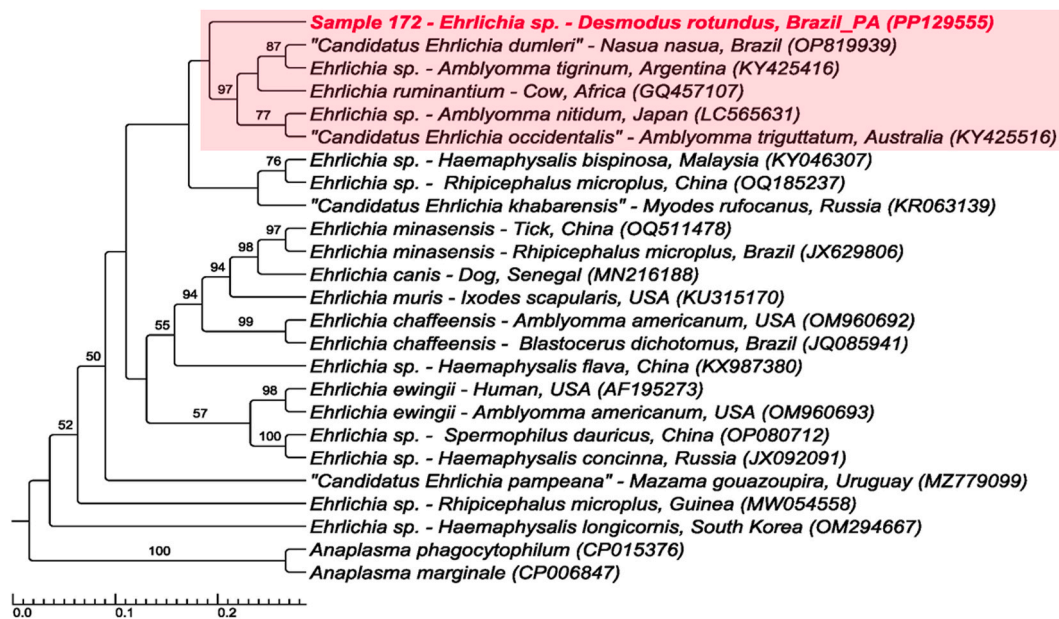 Sample 172 - Ehrlichia sp. - Desmodus rotundus, Brazil_PA (PP129555)
87
"Candidatus Ehrlichia dumleri" - Nasua nasua, Brazil (OP819939)
Ehrlichia sp. - Amblyomma tigrinum, Argentina (KY425416)
97
Ehrlichia ruminantium - Cow, Africa (GQ457107)
77
Ehrlichia sp. - Amblyomma nitidum, Japan (LC565631)
"Candidatus Ehrlichia occidentalis" - Amblyomma triguttatum, Australia (KY425516)
76
Ehrlichia sp. - Haemaphysalis bispinosa, Malaysia (KY046307)
Ehrlichia sp. - Rhipicephalus microplus, China (OQ185237)
"Candidatus Ehrlichia khabarensis" - Myodes rufocanus, Russia (KR063139)
97
Ehrlichia minasensis - Tick, China (OQ511478)
98
Ehrlichia minasensis - Rhipicephalus microplus, Brazil (JX629806)
94
Ehrlichia canis - Dog, Senegal (MN216188)
94
Ehrlichia muris - Ixodes scapularis, USA (KU315170)
55
99
Ehrlichia chaffeensis - Amblyomma americanum, USA (OM960692)
Ehrlichia chaffeensis - Blastocerus dichotomus, Brazil (JQ085941)
50
Ehrlichia sp. - Haemaphysalis flava, China (KX987380)
98
Ehrlichia ewingii - Human, USA (AF195273)
57
Ehrlichia ewingii - Amblyomma americanum, USA (OM960693)
52
100
Ehrlichia sp. - Spermophilus dauricus, China (OP080712)
Ehrlichia sp. - Haemaphysalis concinna, Russia (JX092091)
"Candidatus Ehrlichia pampeana" - Mazama gouazoupira, Uruguay (MZ779099)
Ehrlichia sp. - Rhipicephalus microplus, Guinea (MW054558)
Ehrlichia sp. - Haemaphysalis longicornis, South Korea (OM294667)
100
Anaplasma phagocytophilum (CP015376)
Anaplasma marginale (CP006847)
0.0 0.1 0.2